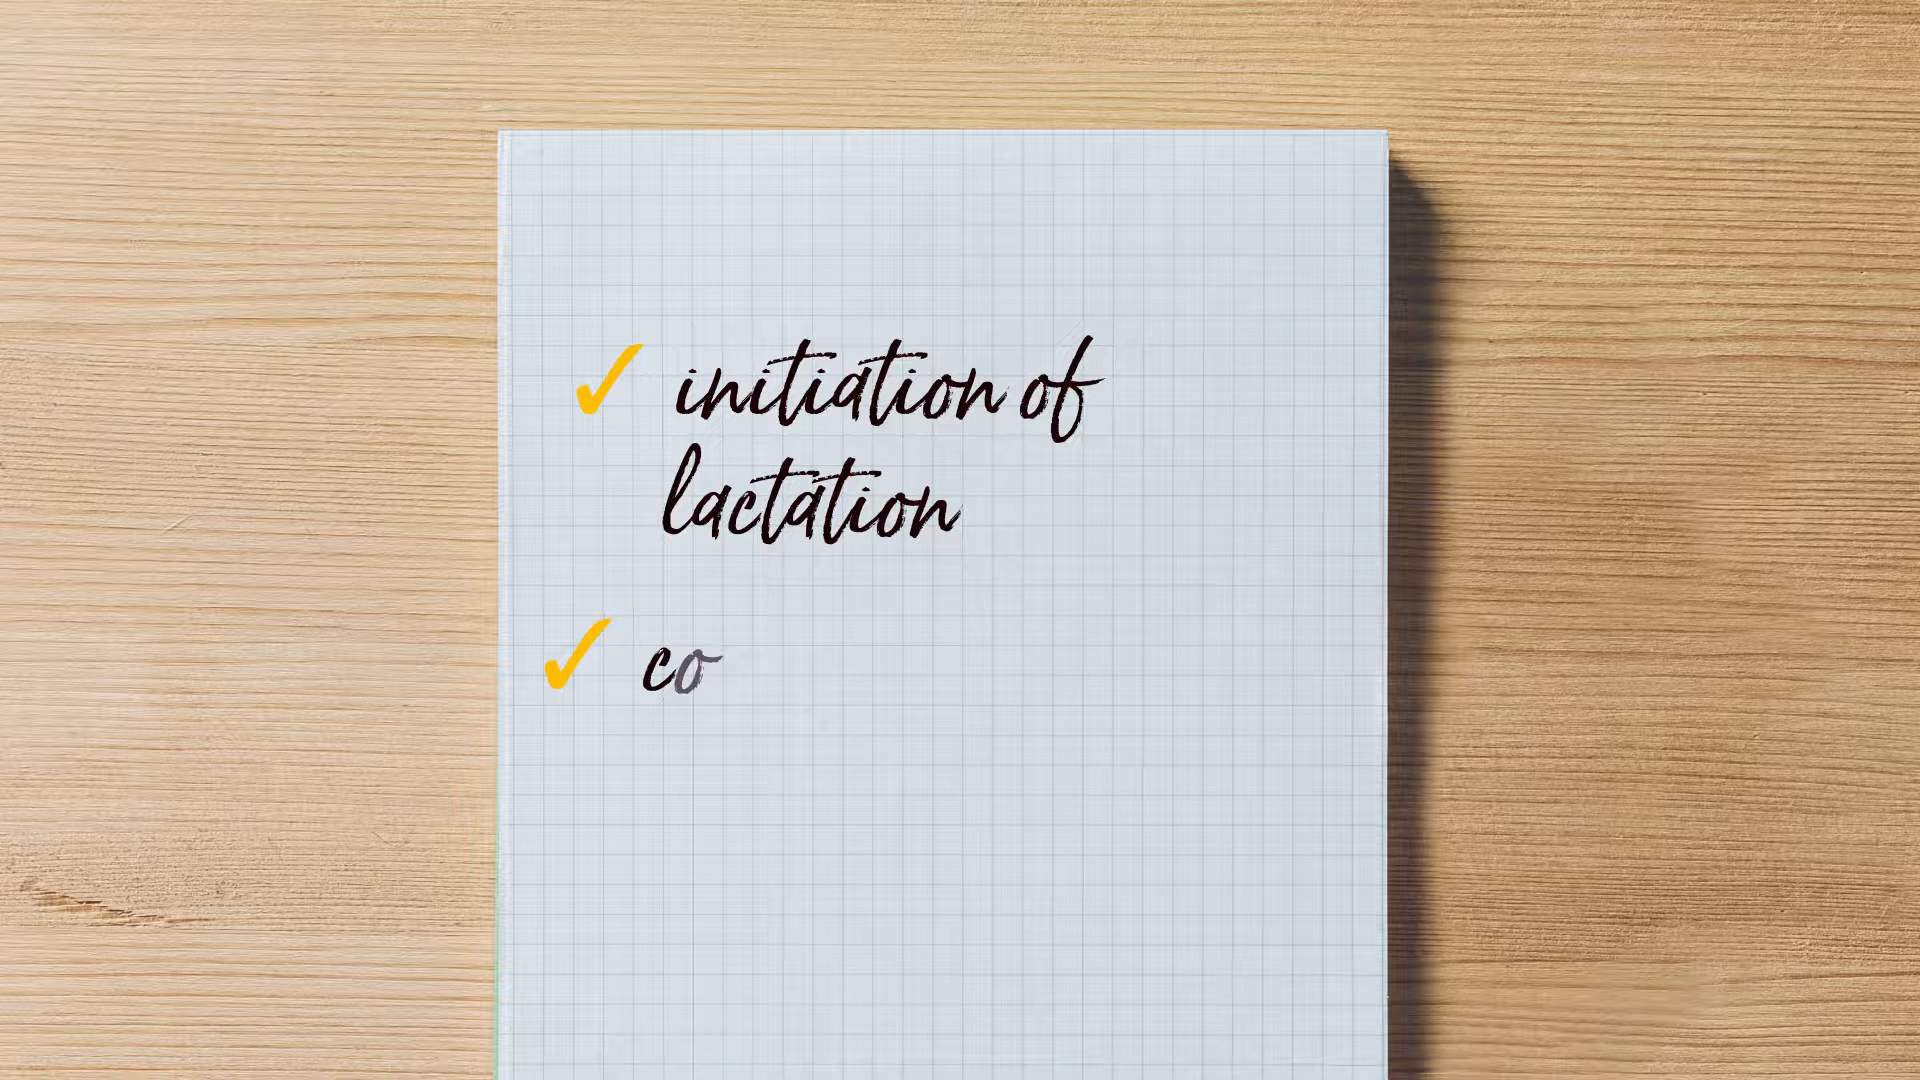 ✓ initiation of
lactation
✓ co